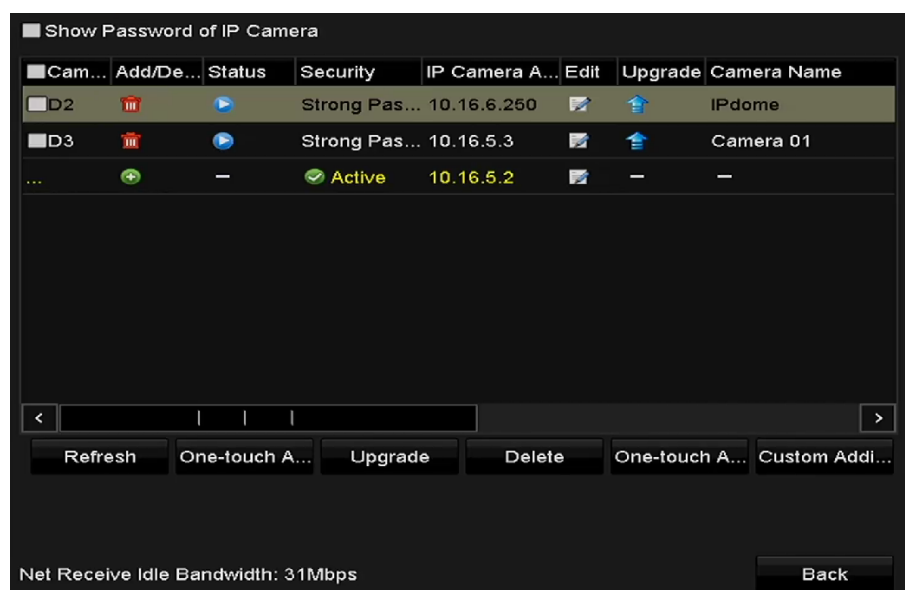 Show Password of IP Camera
Cam... Add/De... Status Security IP Camera A... Edit Upgrade Camera Name
D2 Strong Pas... 10.16.6.250 IPdome
D3 Strong Pas... 10.16.5.3 Camera 01
... — Active 10.16.5.2 — —
< >
Refresh One-touch A... Upgrade Delete One-touch A... Custom Addi...
Net Receive Idle Bandwidth: 31Mbps Back